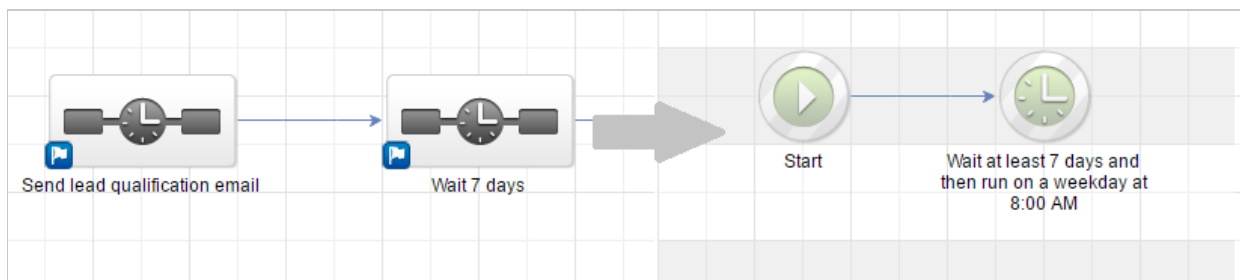 Send lead qualification email
Wait 7 days
Start
Wait at least 7 days and
then run on a weekday at
8:00 AM